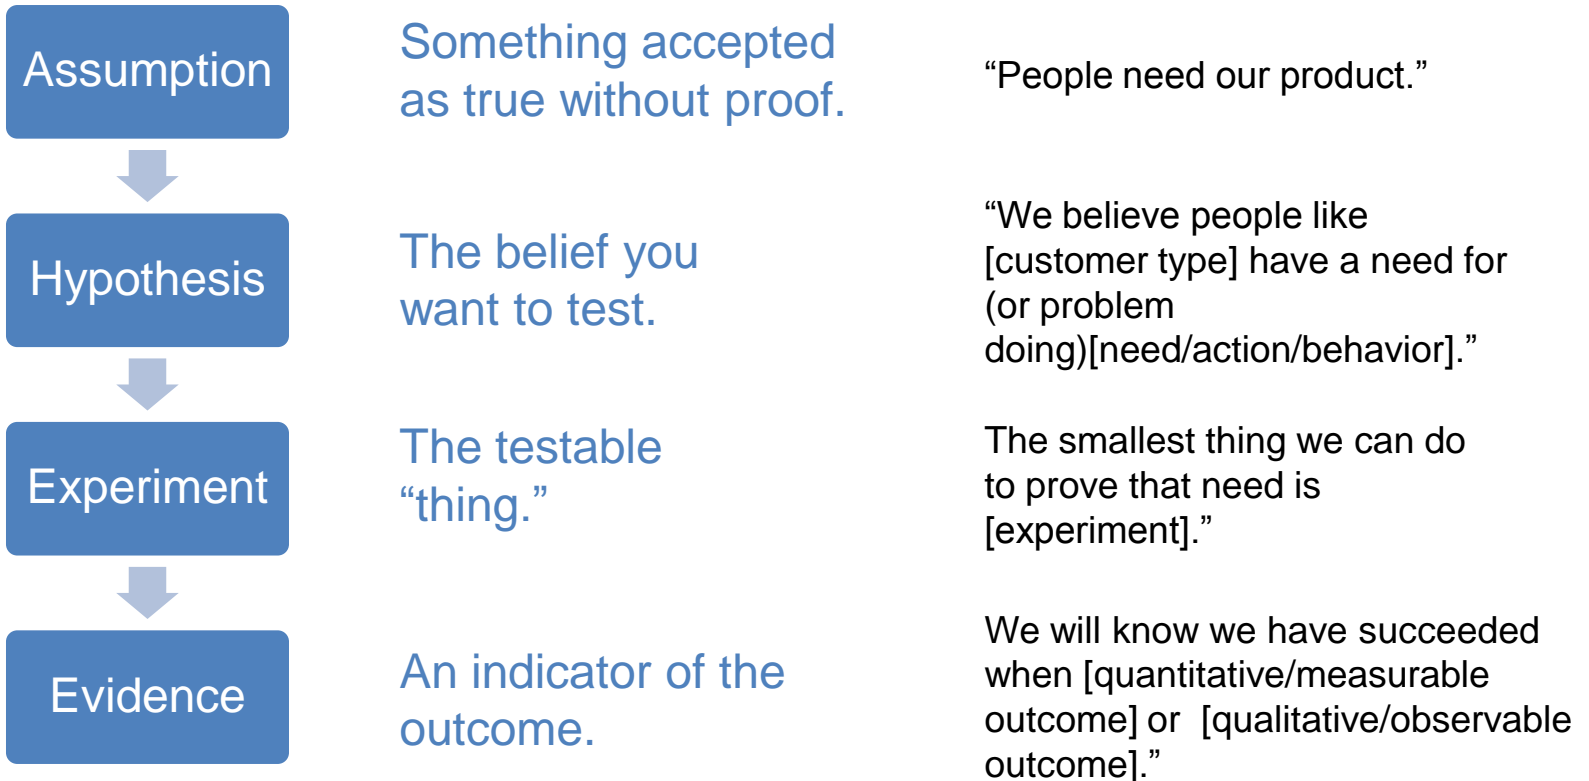 Assumption
Something accepted
as true without proof.
“People need our product.”
Hypothesis
The belief you
want to test.
“We believe people like
[customer type] have a need for
(or problem
doing)[need/action/behavior].”
Experiment
The testable
“thing.”
The smallest thing we can do
to prove that need is
[experiment].”
Evidence
An indicator of the
outcome.
We will know we have succeeded
when [quantitative/measurable
outcome] or  [qualitative/observable
outcome].”